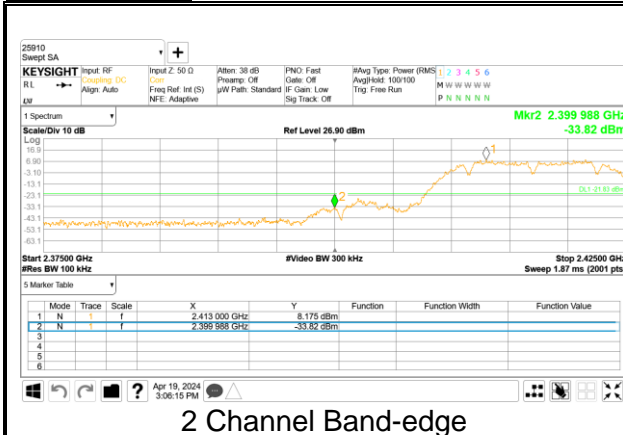 25910
Swept SA
+
KEYSIGHT Input: RF Input Z: 50 Ω Atten: 38 dB PNO: Fast #Avg Type: Power (RMS 1 2 3 4 5 6
RL Coupling: DC Corr Preamp: Off Gate: Off Avg|Hold: 100/100 M W W W W W
Align: Auto Freq Ref: Int (S) µW Path: Standard IF Gain: Low Trig: Free Run
NFE: Adaptive Sig Track: Off P N N N N N
1 Spectrum Mkr2 2.399 988 GHz
Scale/Div 10 dB Ref Level 26.90 dBm -33.82 dBm
Log
16.9
6.90
-3.10
-13.1
-23.1
-33.1
-43.1
-53.1
-63.1
1
2
DL1 -21.83 dBm
Start 2.37500 GHz #Video BW 300 kHz Stop 2.42500 GHz
#Res BW 100 kHz Sweep 1.87 ms (2001 pts
5 Marker Table
Mode Trace Scale X Y Function Function Width Function Value
1 N 1 f 2.413 000 GHz 8.175 dBm
2 N 1 f 2.399 988 GHz -33.82 dBm
3
4
5
6
? Apr 19, 2024
3:06:15 PM
2 Channel Band-edge